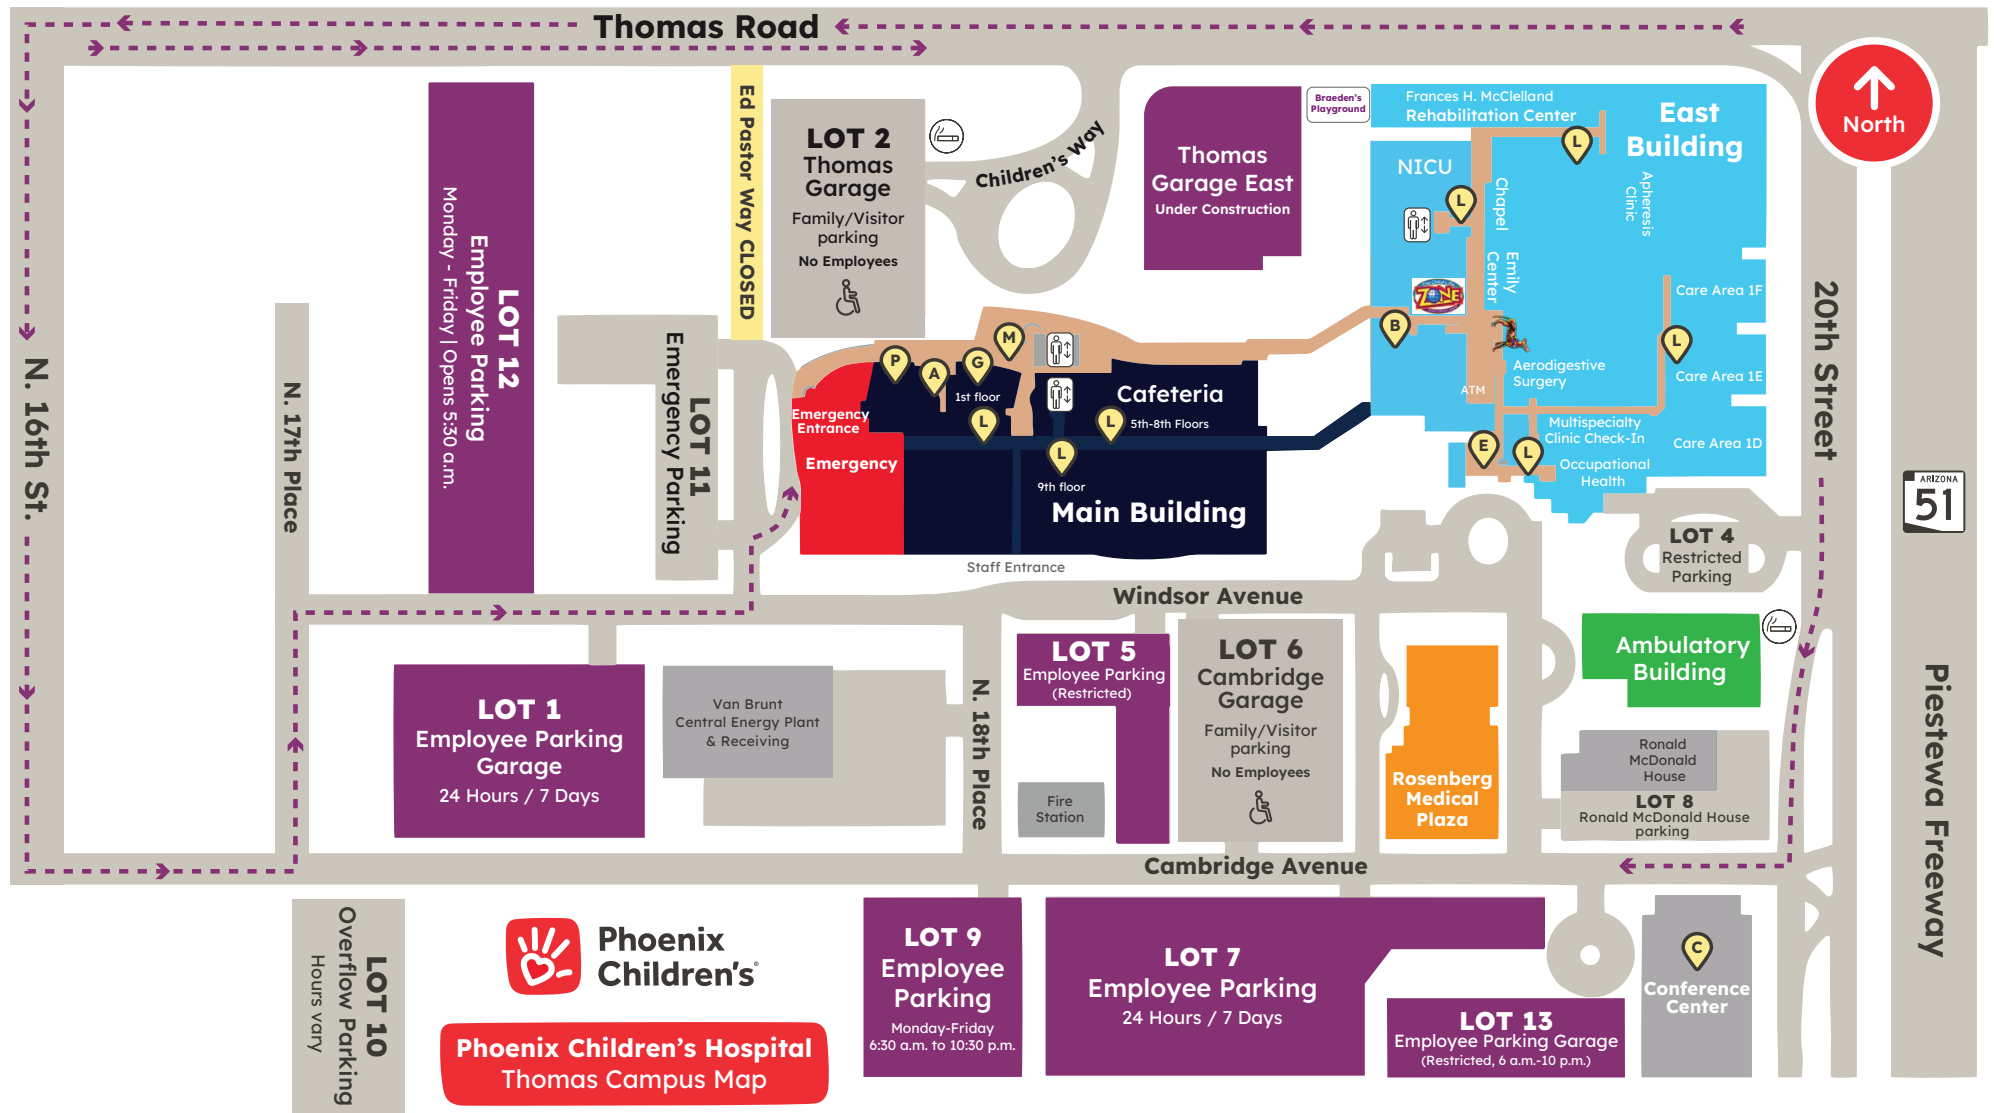 Thomas Road
North
Ed Pastor Way CLOSED
LOT 2
Thomas
Garage
Family/Visitor
parking
No Employees
Children's Way
Thomas
Garage East
Under Construction
Braeden's
Playground
Frances H. McClelland
Rehabilitation Center
East
Building
L
NICU
L
Chapel
Apheresis
Clinic
Emily
Center
ZONE
B
Care Area 1F
L
Aerodigestive
Surgery
Care Area 1E
ATM
Multispecialty
Clinic Check-In
Care Area 1D
E
L
Occupational
Health
20th Street
ARIZONA
51
Piestewa Freeway
N. 16th St.
N. 17th Place
LOT 12
Employee Parking
Monday - Friday | Opens 5:30 a.m.
LOT 11
Emergency Parking
P
A
G
M
1st floor
L
Cafeteria
L
5th-8th Floors
L
9th floor
Emergency
Entrance
Emergency
Main Building
Staff Entrance
Windsor Avenue
LOT 4
Restricted
Parking
LOT 1
Employee Parking
Garage
24 Hours / 7 Days
Van Brunt
Central Energy Plant
& Receiving
N. 18th Place
LOT 5
Employee Parking
(Restricted)
Fire
Station
LOT 6
Cambridge
Garage
Family/Visitor
parking
No Employees
Rosenberg
Medical
Plaza
Ambulatory
Building
Ronald
McDonald
House
LOT 8
Ronald McDonald House
parking
Cambridge Avenue
LOT 10
Overflow Parking
Hours vary
Phoenix
Children's®
Phoenix Children's Hospital
Thomas Campus Map
LOT 9
Employee
Parking
Monday-Friday
6:30 a.m. to 10:30 p.m.
LOT 7
Employee Parking
24 Hours / 7 Days
LOT 13
Employee Parking Garage
(Restricted, 6 a.m.-10 p.m.)
C
Conference
Center